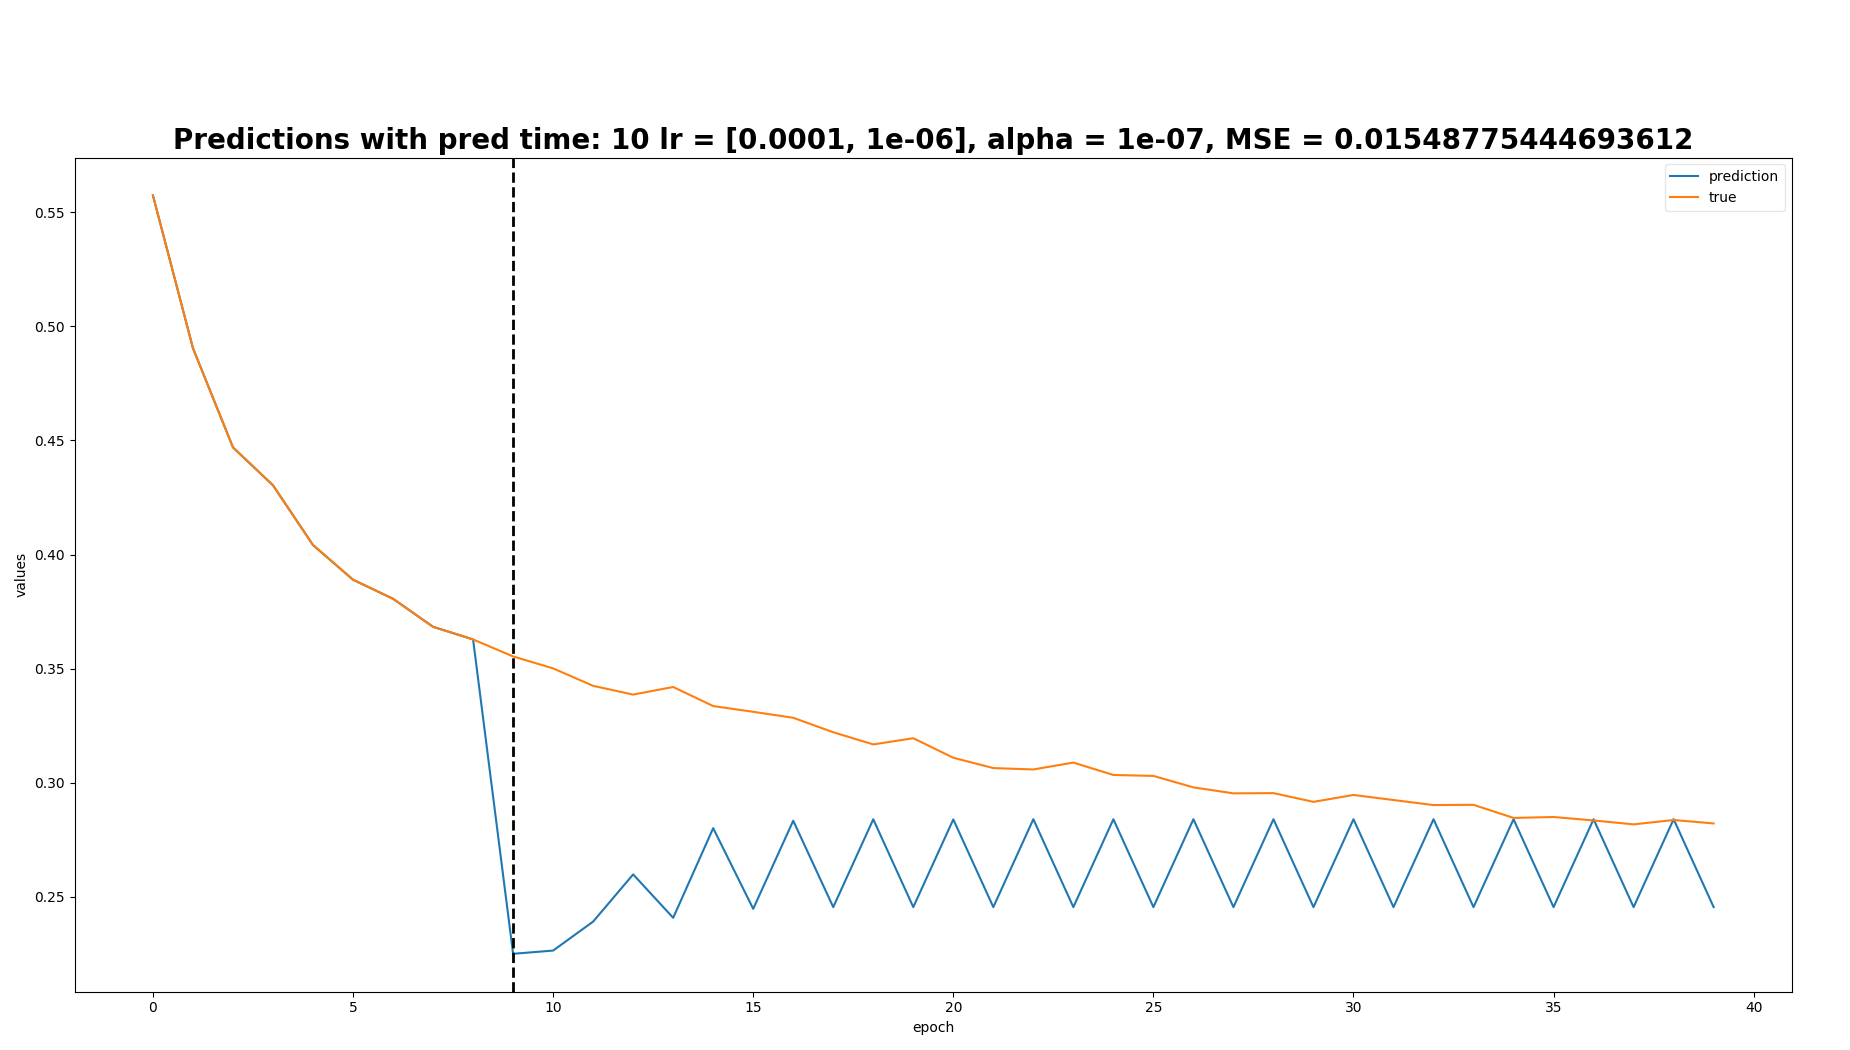 Predictions with pred time: 10 lr = [0.0001, 1e-06], alpha = 1e-07, MSE = 0.01548775444693612
prediction
true
0.55
0.50
0.45
0.40
0.35
0.30
0.25
values
0 5 10 15 20 25 30 35 40
epoch